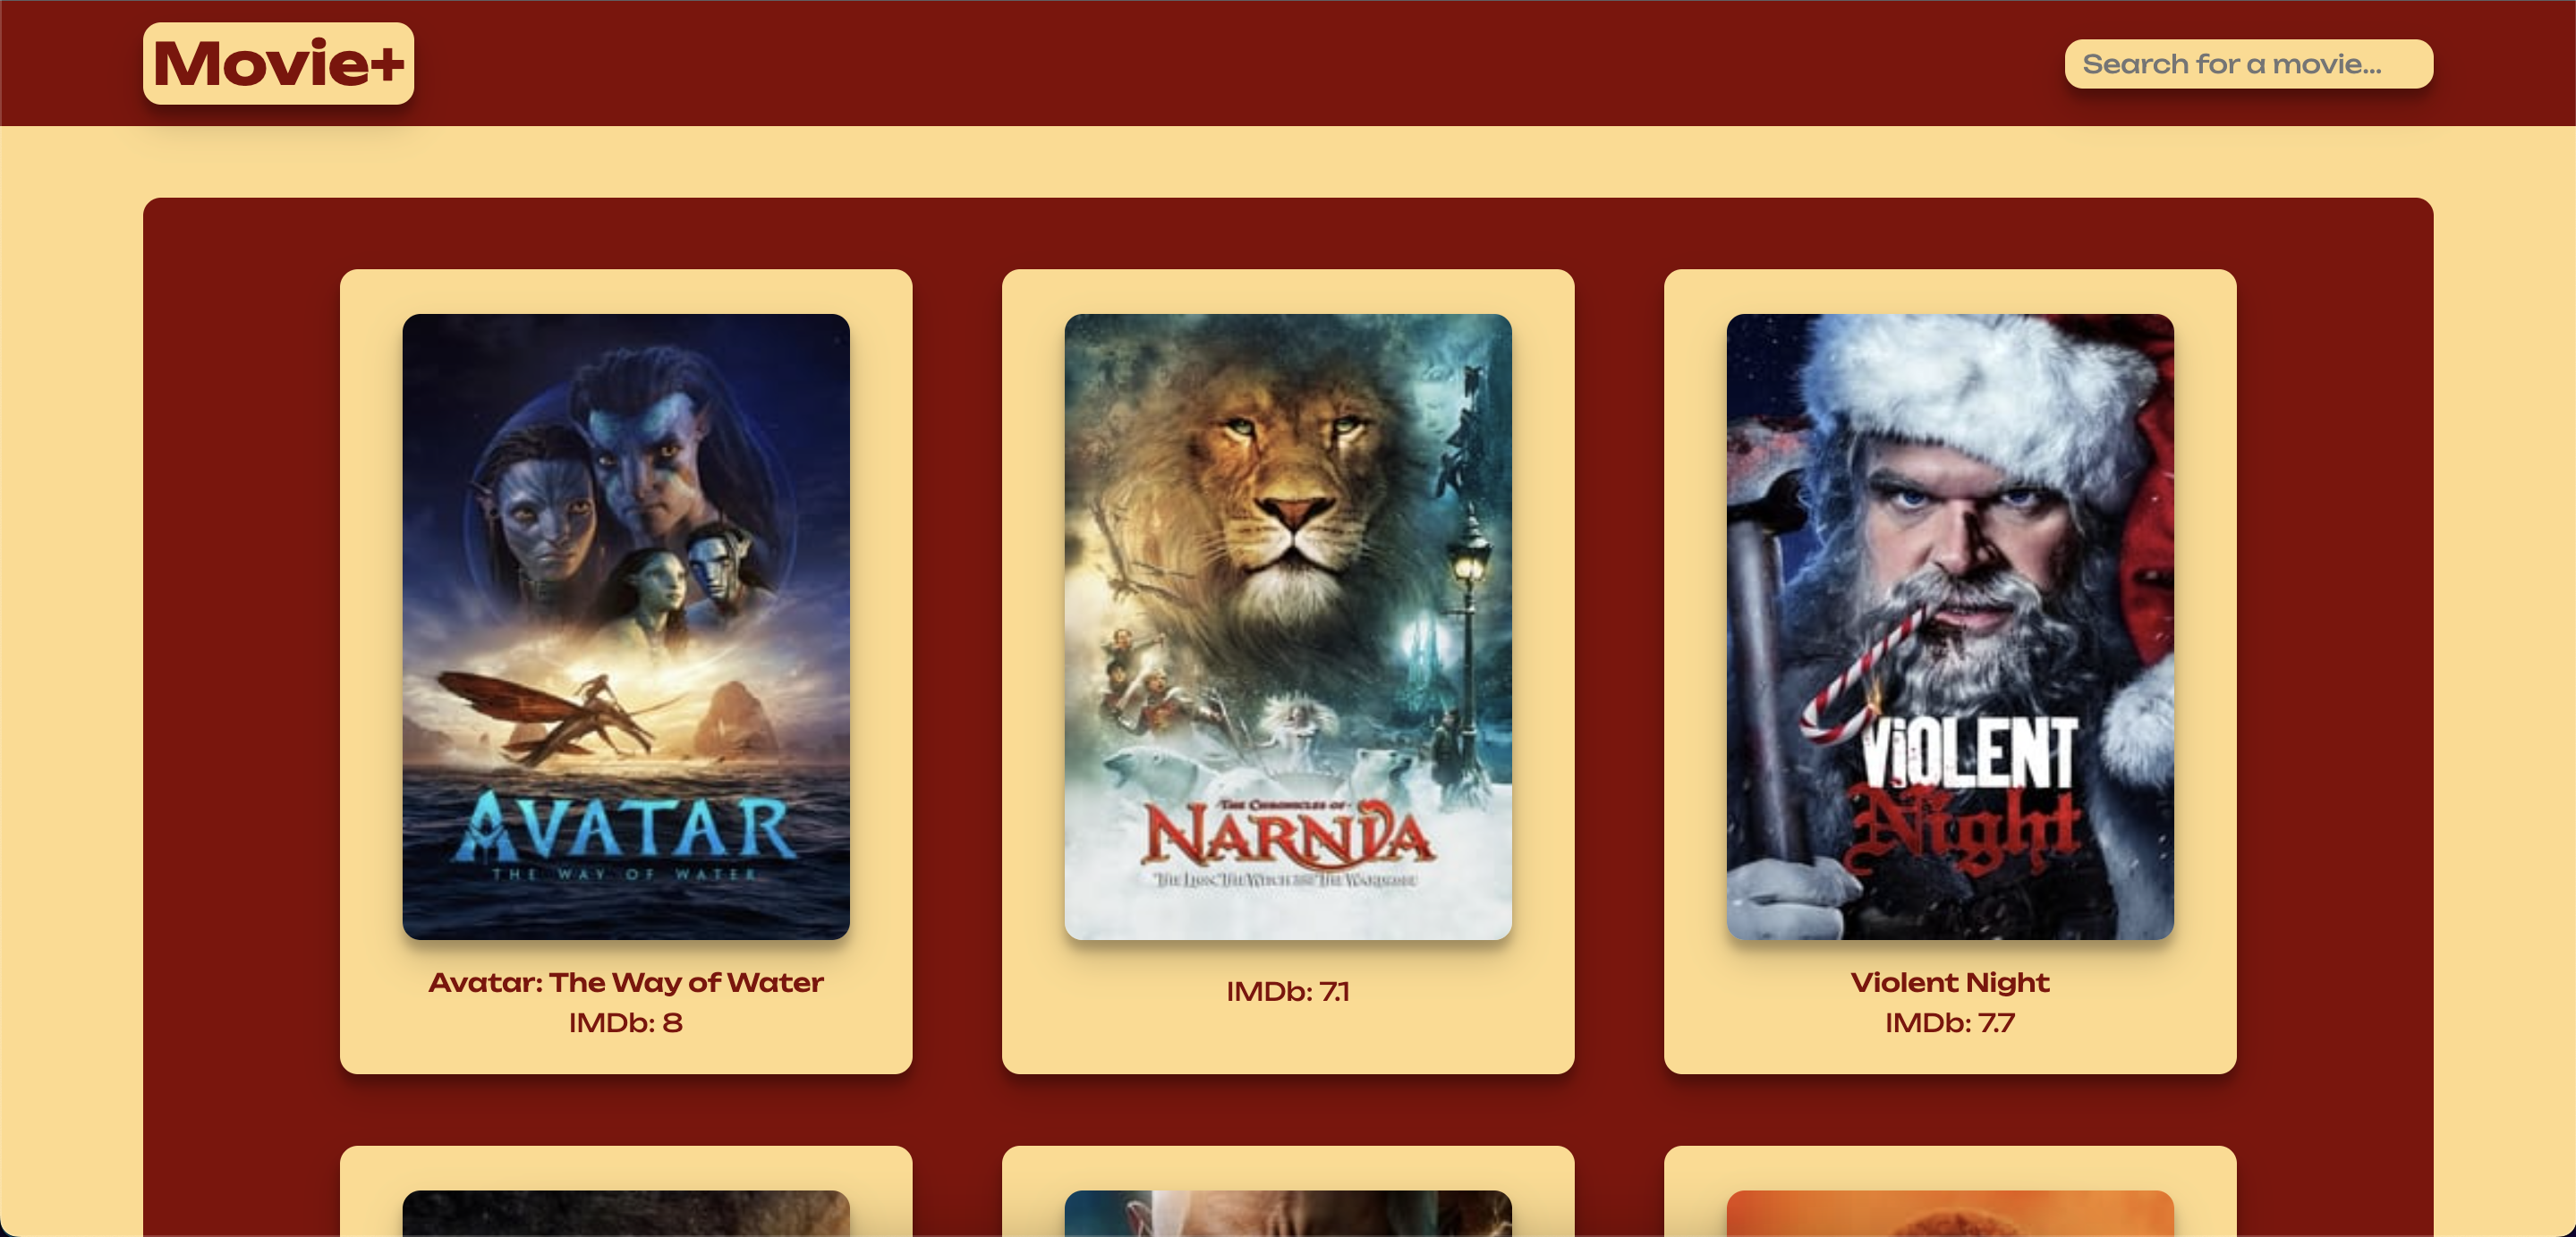 Movie+
Search for a movie...
AVATAR
THE WAY OF WATER
THE CHRONICLES OF
NARNIA
THE LION, THE WITCH AND THE WARDROBE
VIOLENT
Night
Avatar: The Way of Water
IMDb: 8
IMDb: 7.1
Violent Night
IMDb: 7.7